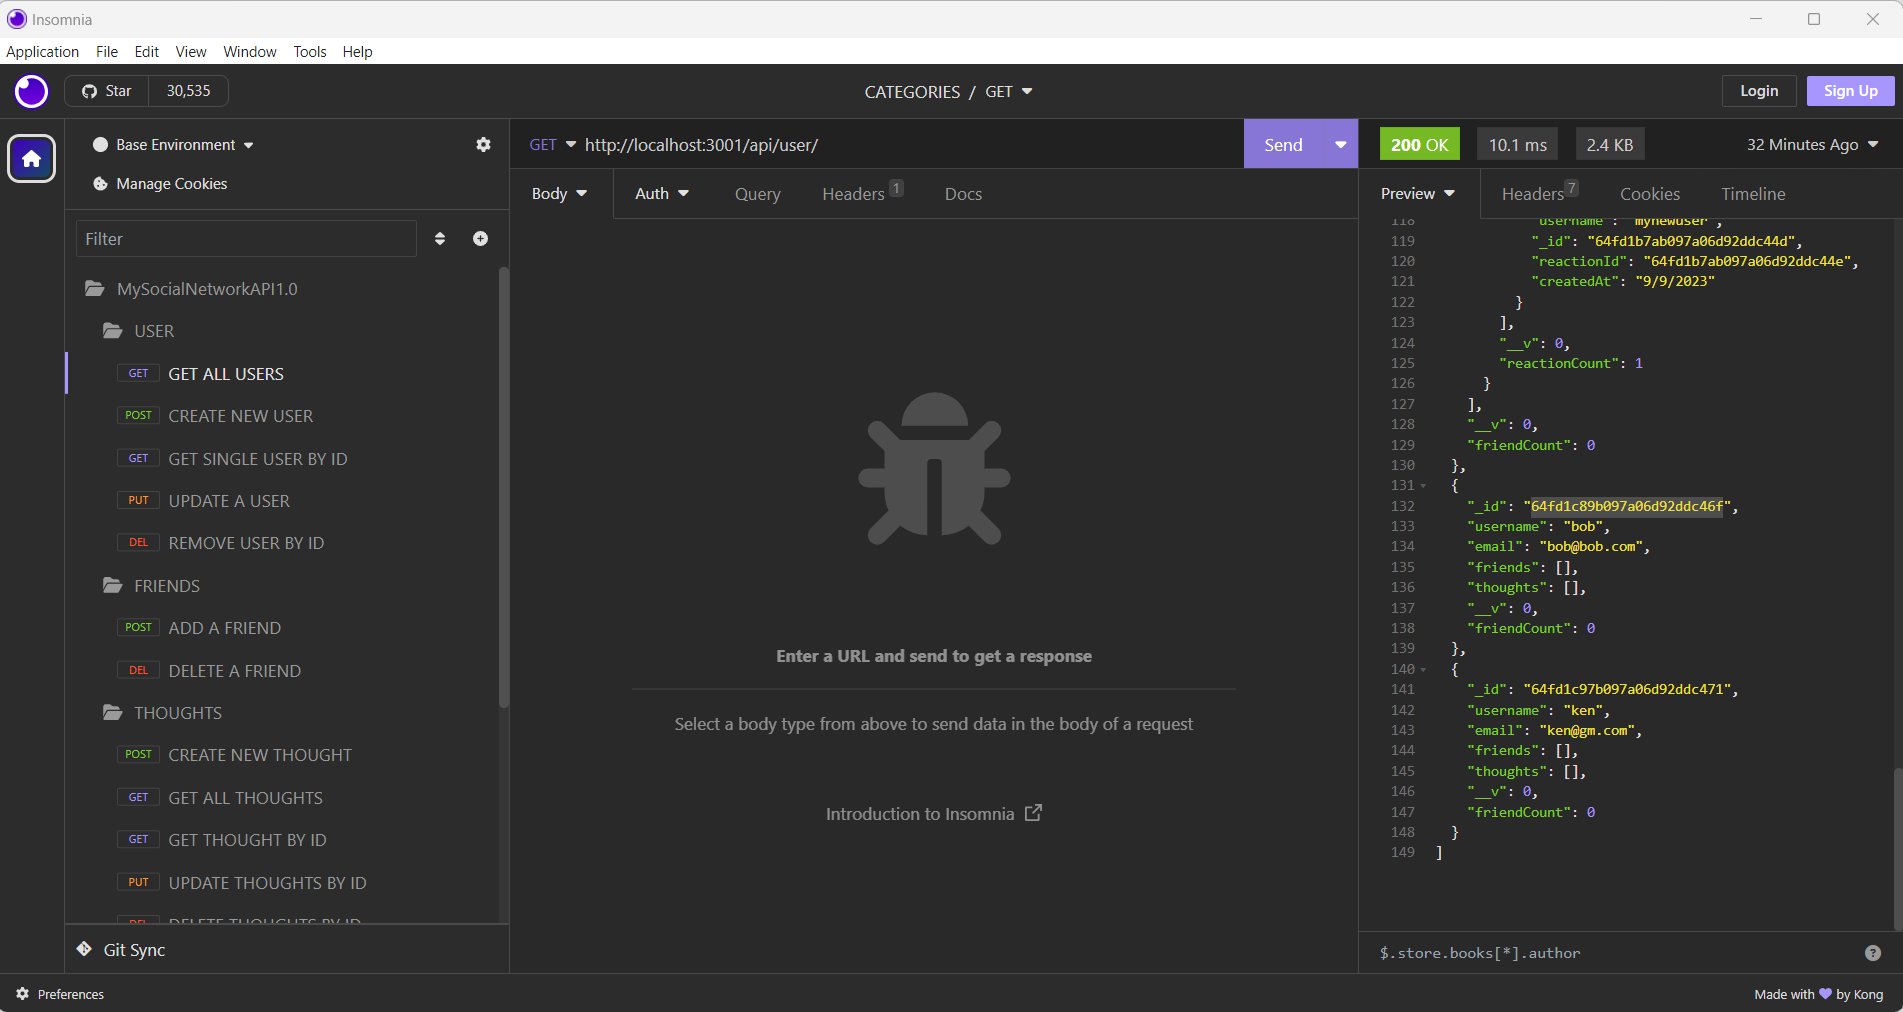 Insomnia
Application File Edit View Window Tools Help
Star 30,535
CATEGORIES / GET
Login Sign Up
Base Environment
Manage Cookies
Filter
MySocialNetworkAPI1.0
USER
GET GET ALL USERS
POST CREATE NEW USER
GET GET SINGLE USER BY ID
PUT UPDATE A USER
DEL REMOVE USER BY ID
FRIENDS
POST ADD A FRIEND
DEL DELETE A FRIEND
THOUGHTS
POST CREATE NEW THOUGHT
GET GET ALL THOUGHTS
GET GET THOUGHT BY ID
PUT UPDATE THOUGHTS BY ID
DEL DELETE THOUGHTS BY ID
Git Sync
Preferences
GET http://localhost:3001/api/user/
Send
Body Auth Query Headers 1 Docs
Enter a URL and send to get a response
Select a body type from above to send data in the body of a request
Introduction to Insomnia
200 OK 10.1 ms 2.4 KB 32 Minutes Ago
Preview Headers 7 Cookies Timeline
118 "username": "mynewuser",
119 "_id": "64fd1b7ab097a06d92ddc44d",
120 "reactionId": "64fd1b7ab097a06d92ddc44e",
121 "createdAt": "9/9/2023"
122 }
123 ],
124 "__v": 0,
125 "reactionCount": 1
126 }
127 ],
128 "__v": 0,
129 "friendCount": 0
130 },
131 {
132 "_id": "64fd1c89b097a06d92ddc46f",
133 "username": "bob",
134 "email": "bob@bob.com",
135 "friends": [],
136 "thoughts": [],
137 "__v": 0,
138 "friendCount": 0
139 },
140 {
141 "_id": "64fd1c97b097a06d92ddc471",
142 "username": "ken",
143 "email": "ken@gm.com",
144 "friends": [],
145 "thoughts": [],
146 "__v": 0,
147 "friendCount": 0
148 }
149 ]
$.store.books[*].author
Made with 💜 by Kong